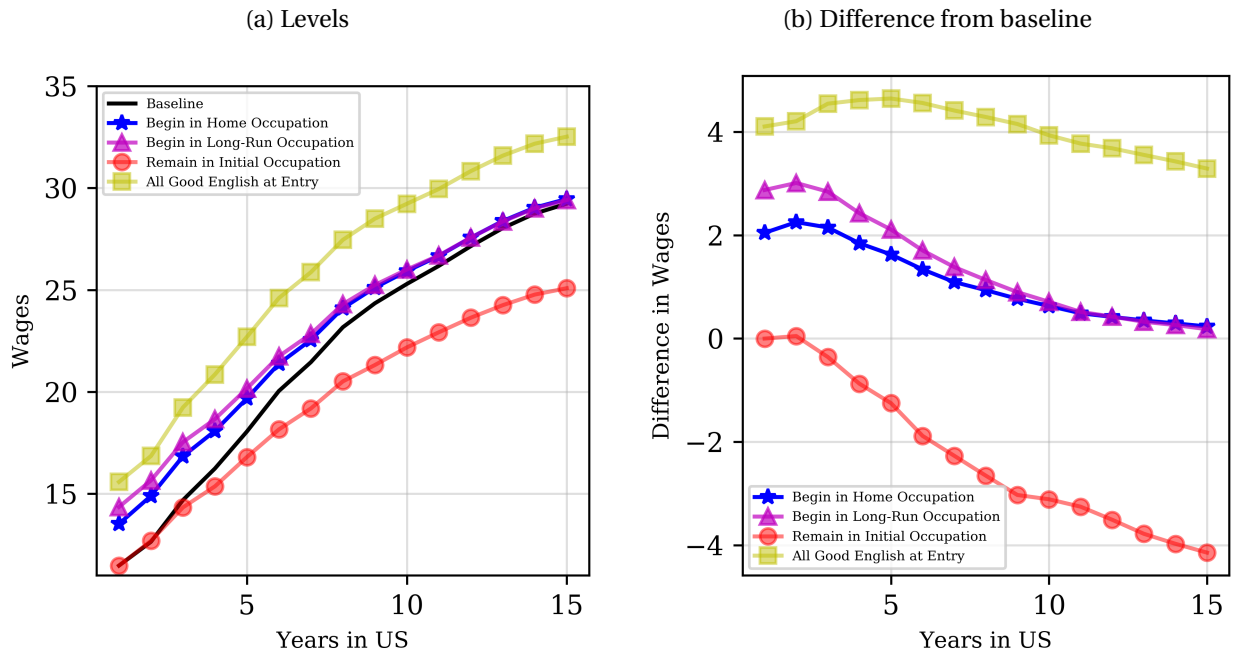 (a) Levels
(b) Difference from baseline
35
30
25
20
15
Wages
Baseline
Begin in Home Occupation
Begin in Long-Run Occupation
Remain in Initial Occupation
All Good English at Entry
5
10
15
Years in US
4
2
0
−2
−4
Difference in Wages
Begin in Home Occupation
Begin in Long-Run Occupation
Remain in Initial Occupation
All Good English at Entry
5
10
15
Years in US